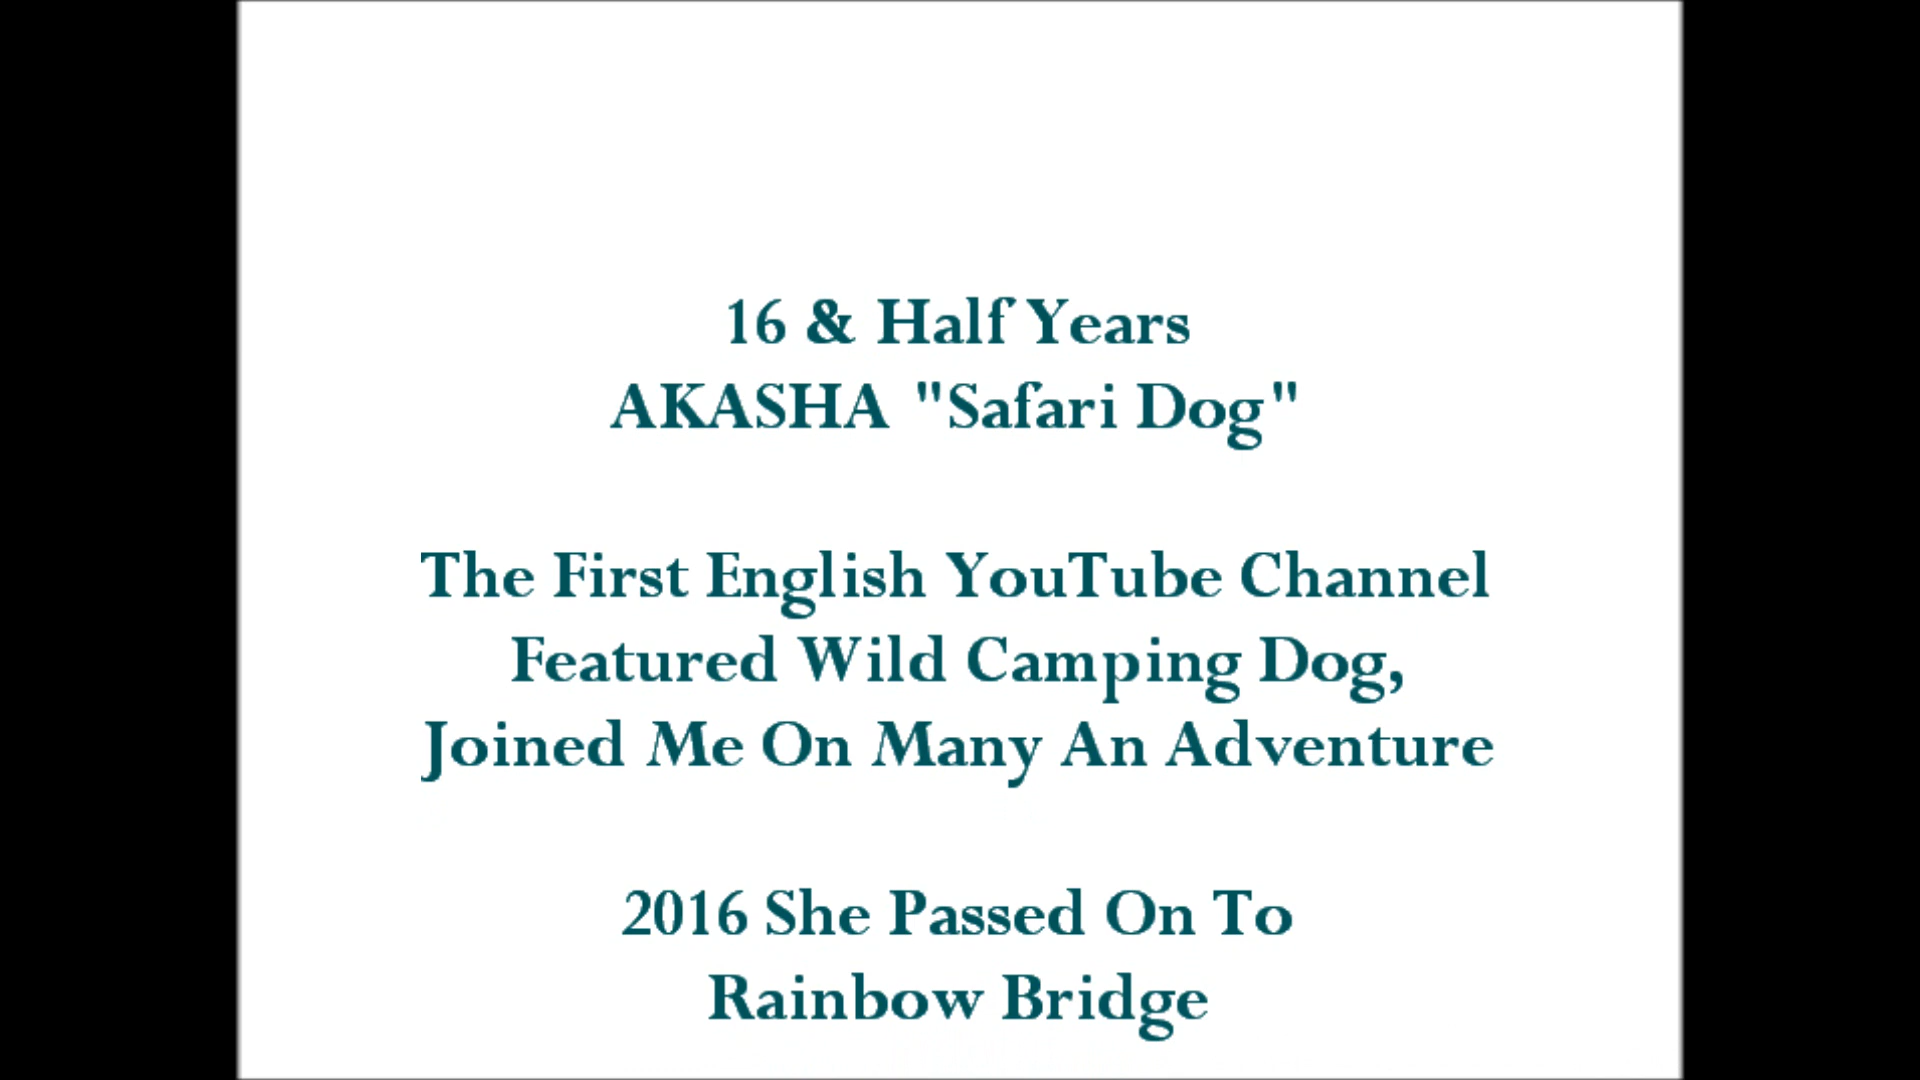 16 & Half Years
AKASHA "Safari Dog"
The First English YouTube Channel
Featured Wild Camping Dog,
Joined Me On Many An Adventure
2016 She Passed On To
Rainbow Bridge